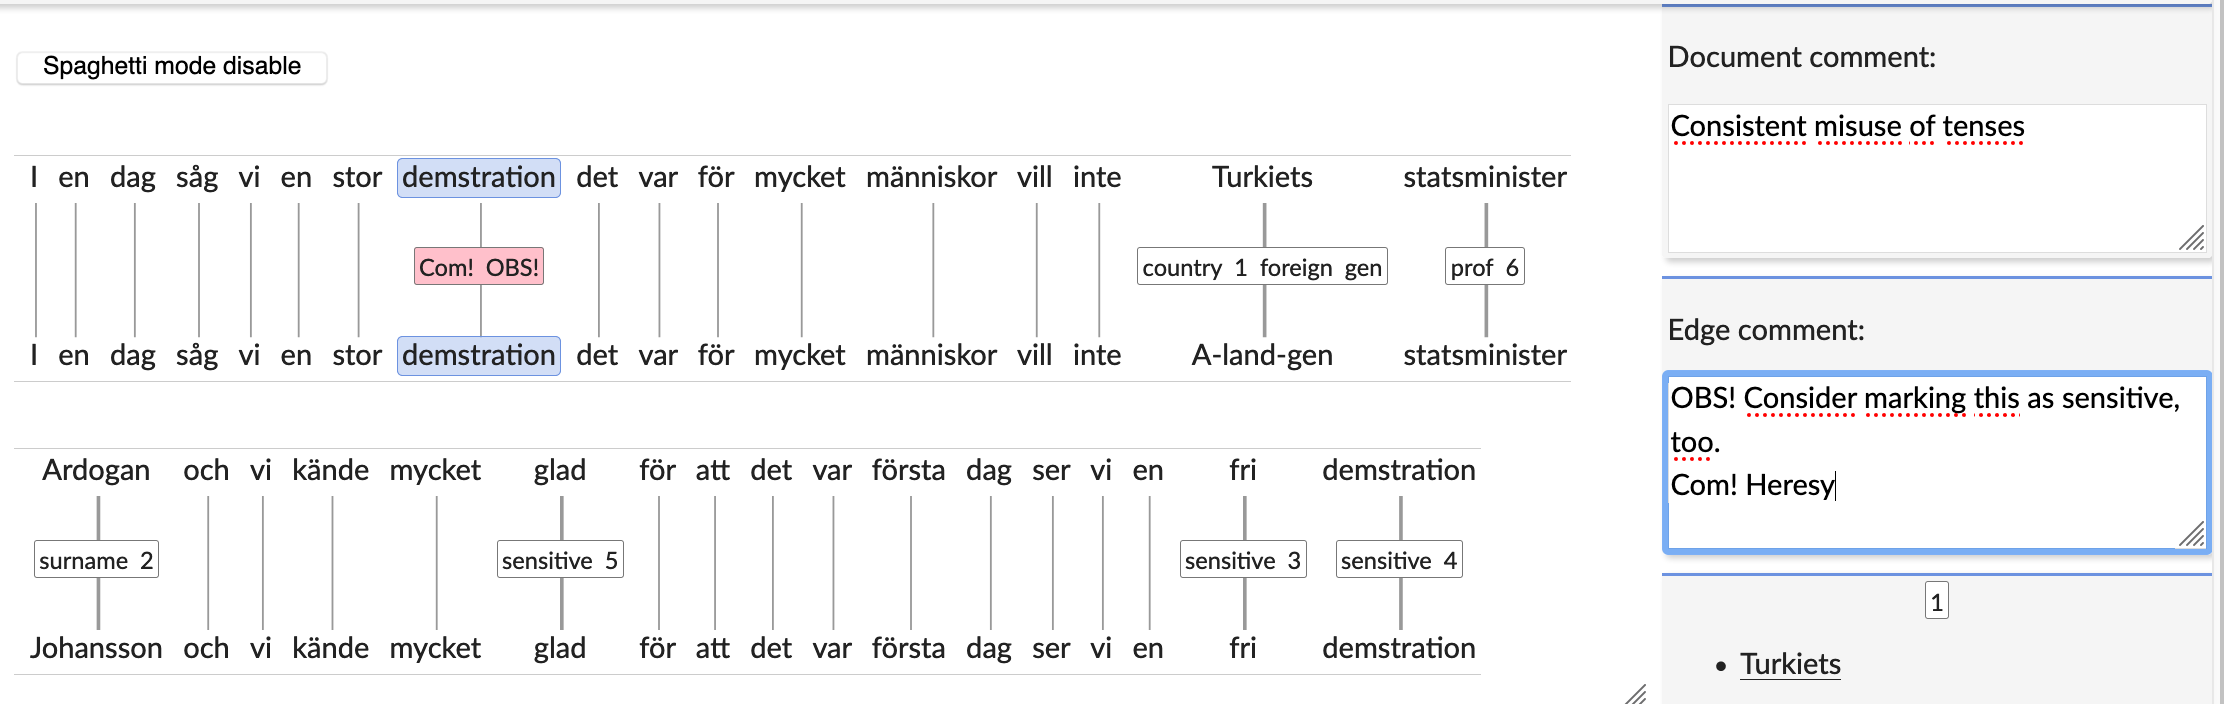 Spaghetti mode disable
I en dag såg vi en stor demstration det var för mycket människor vill inte Turkiets statsminister
Com! OBS! country 1 foreign gen prof 6
I en dag såg vi en stor demstration det var för mycket människor vill inte A-land-gen statsminister
Ardogan och vi kände mycket glad för att det var första dag ser vi en fri demstration
surname 2 sensitive 5 sensitive 3 sensitive 4
Johansson och vi kände mycket glad för att det var första dag ser vi en fri demstration
Document comment:
Consistent misuse of tenses
Edge comment:
OBS! Consider marking this as sensitive,
too.
Com! Heresy
1
• Turkiets